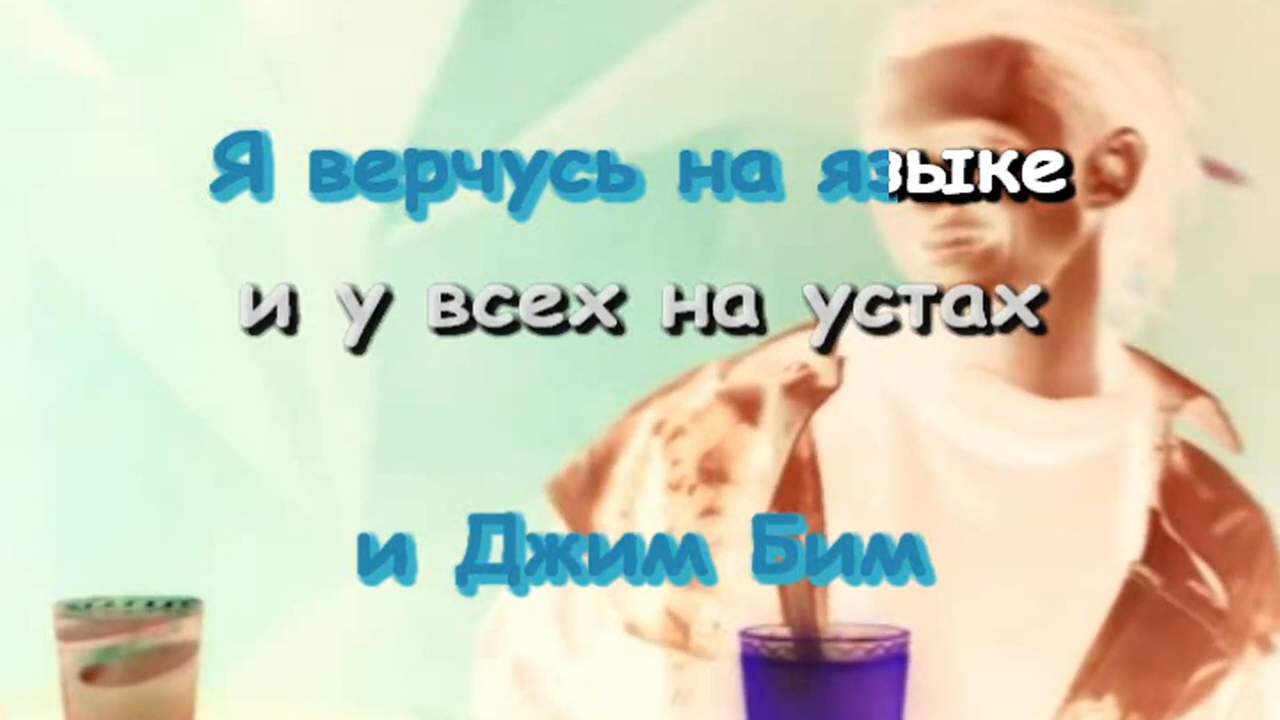 Я верчусь на языке
и у всех на устах
и Джим Бим